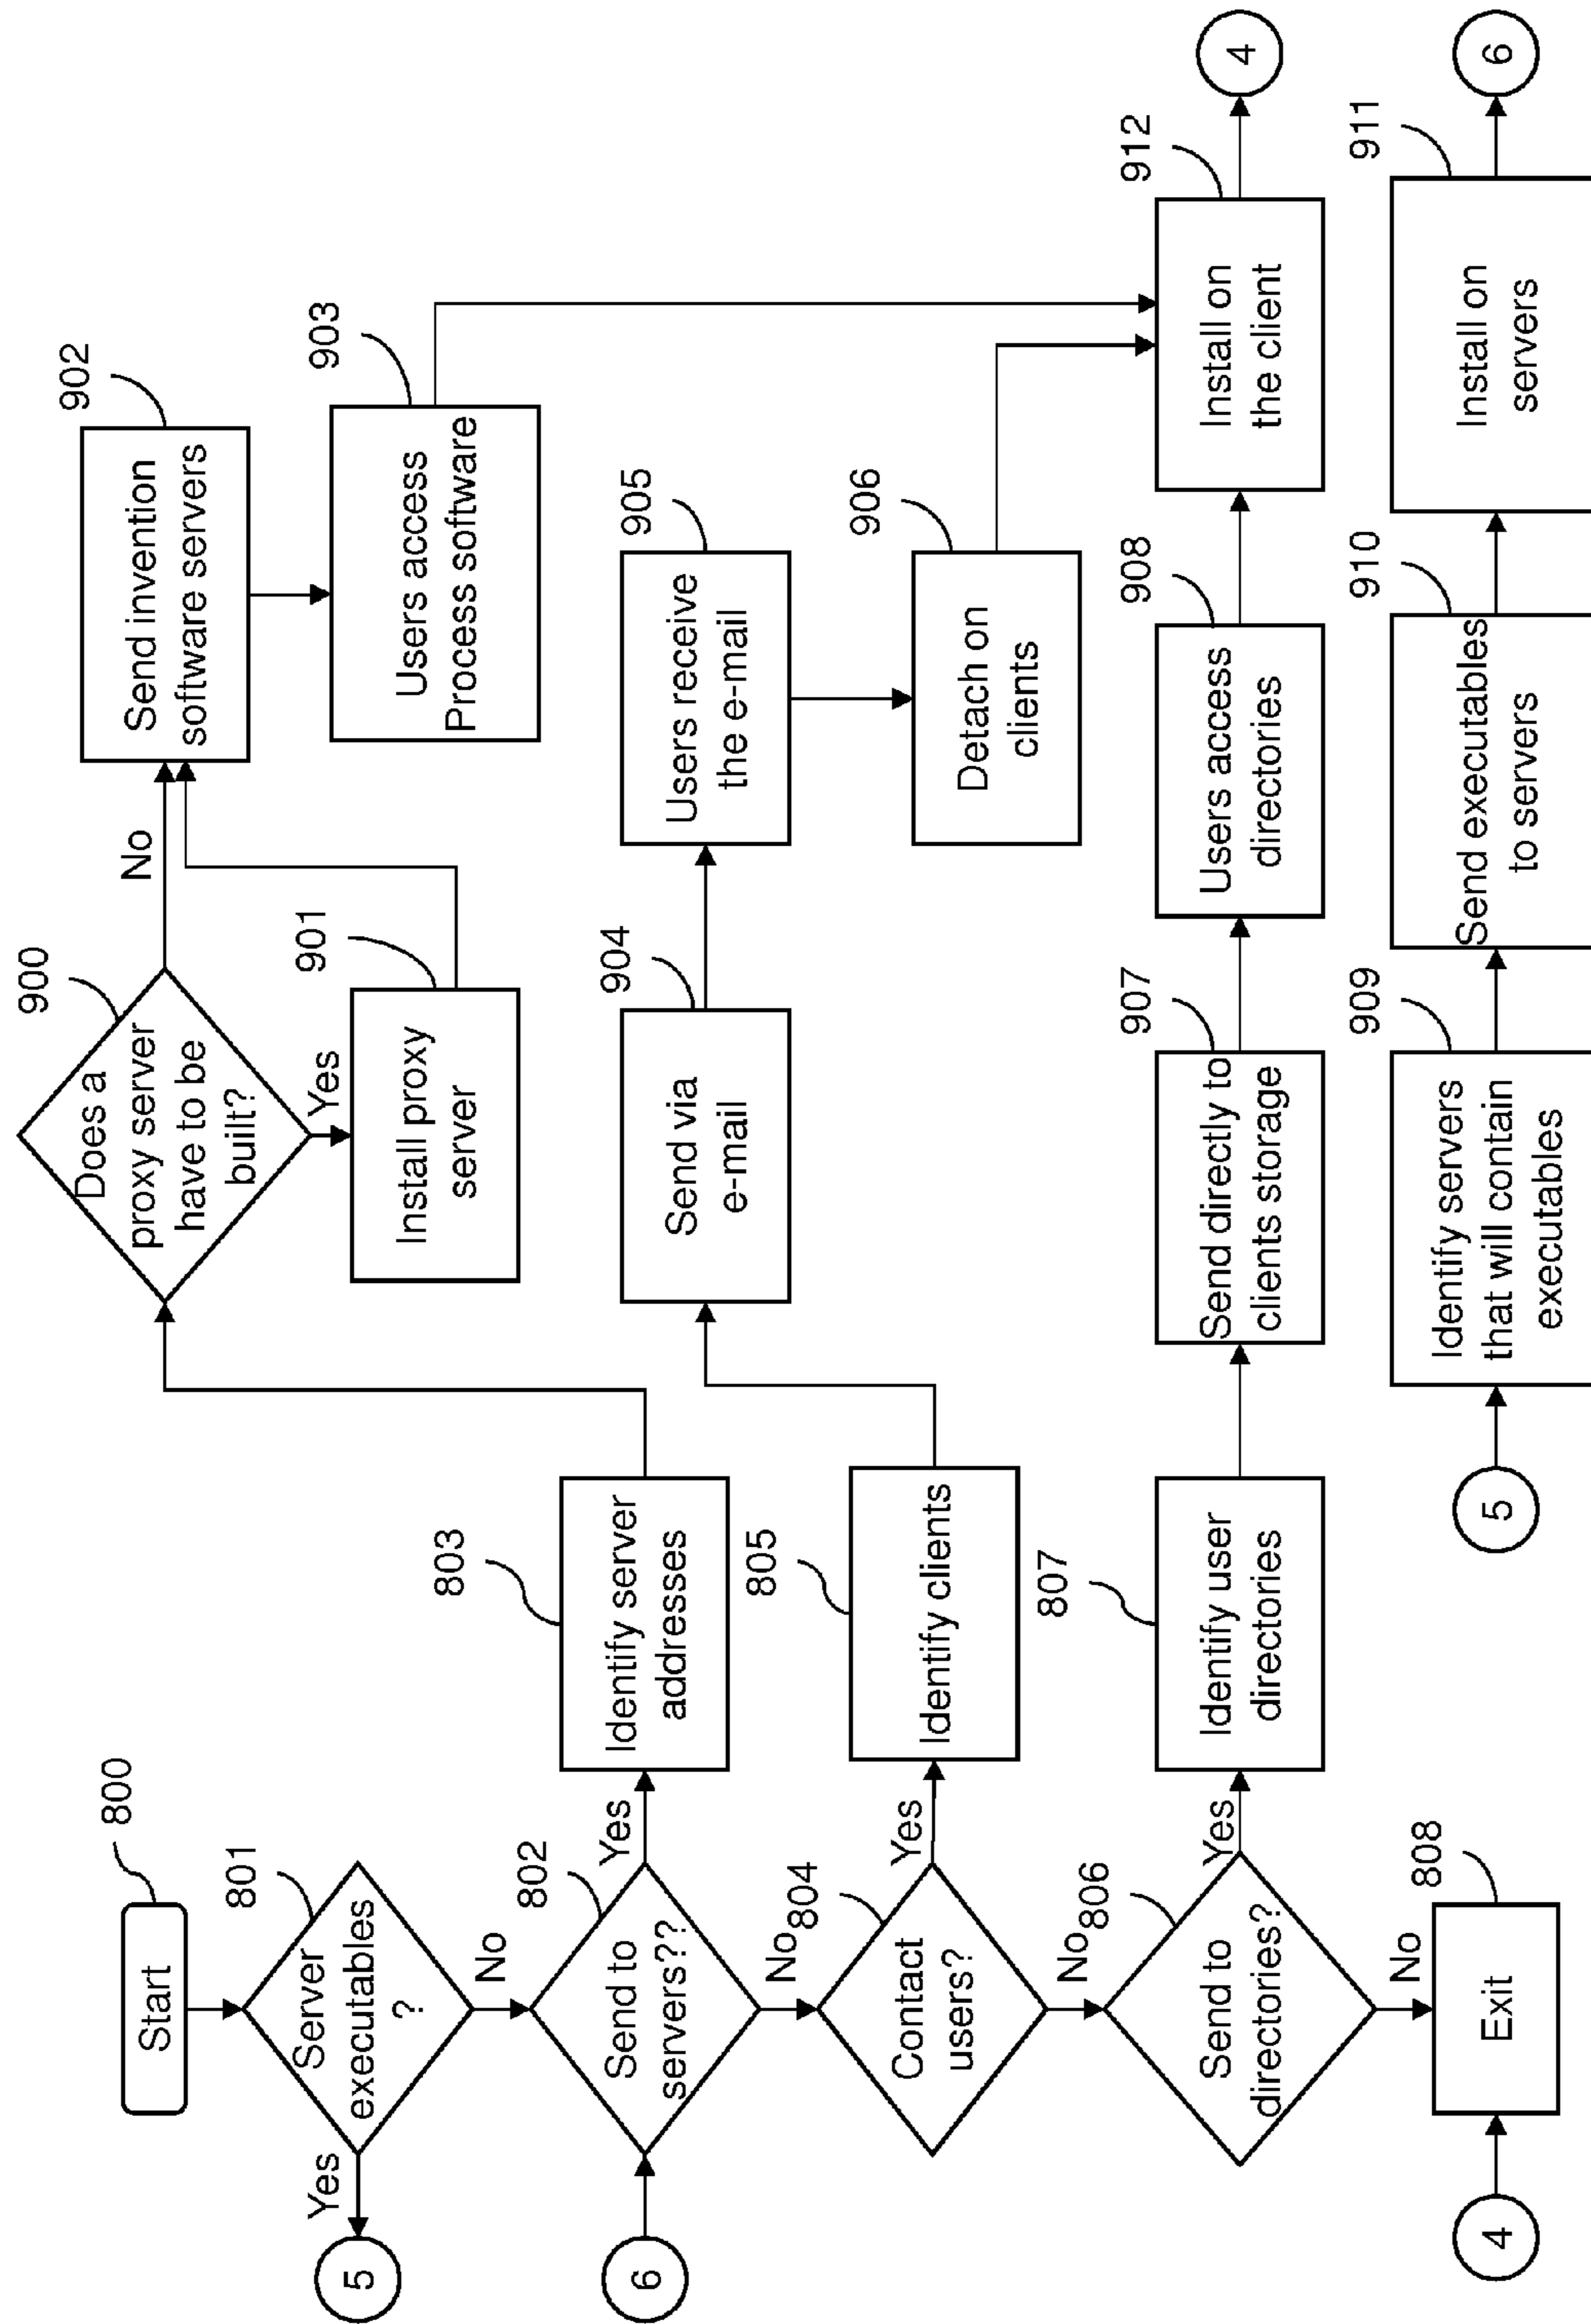 800
Start
801
Server
executables
?
Yes
5
No
802
Send to
servers??
6
Yes
803
Identify server
addresses
No
804
Contact
users?
Yes
805
Identify clients
No
806
Send to
directories?
Yes
807
Identify user
directories
No
808
Exit
4
900
Does a
proxy server
have to be
built?
No
Yes
901
Install proxy
server
902
Send invention
software servers
903
Users access
Process software
904
Send via
e-mail
905
Users receive
the e-mail
906
Detach on
clients
907
Send directly to
clients storage
908
Users access
directories
912
Install on
the client
4
5
909
Identify servers
that will contain
executables
910
Send executables
to servers
911
Install on
servers
6